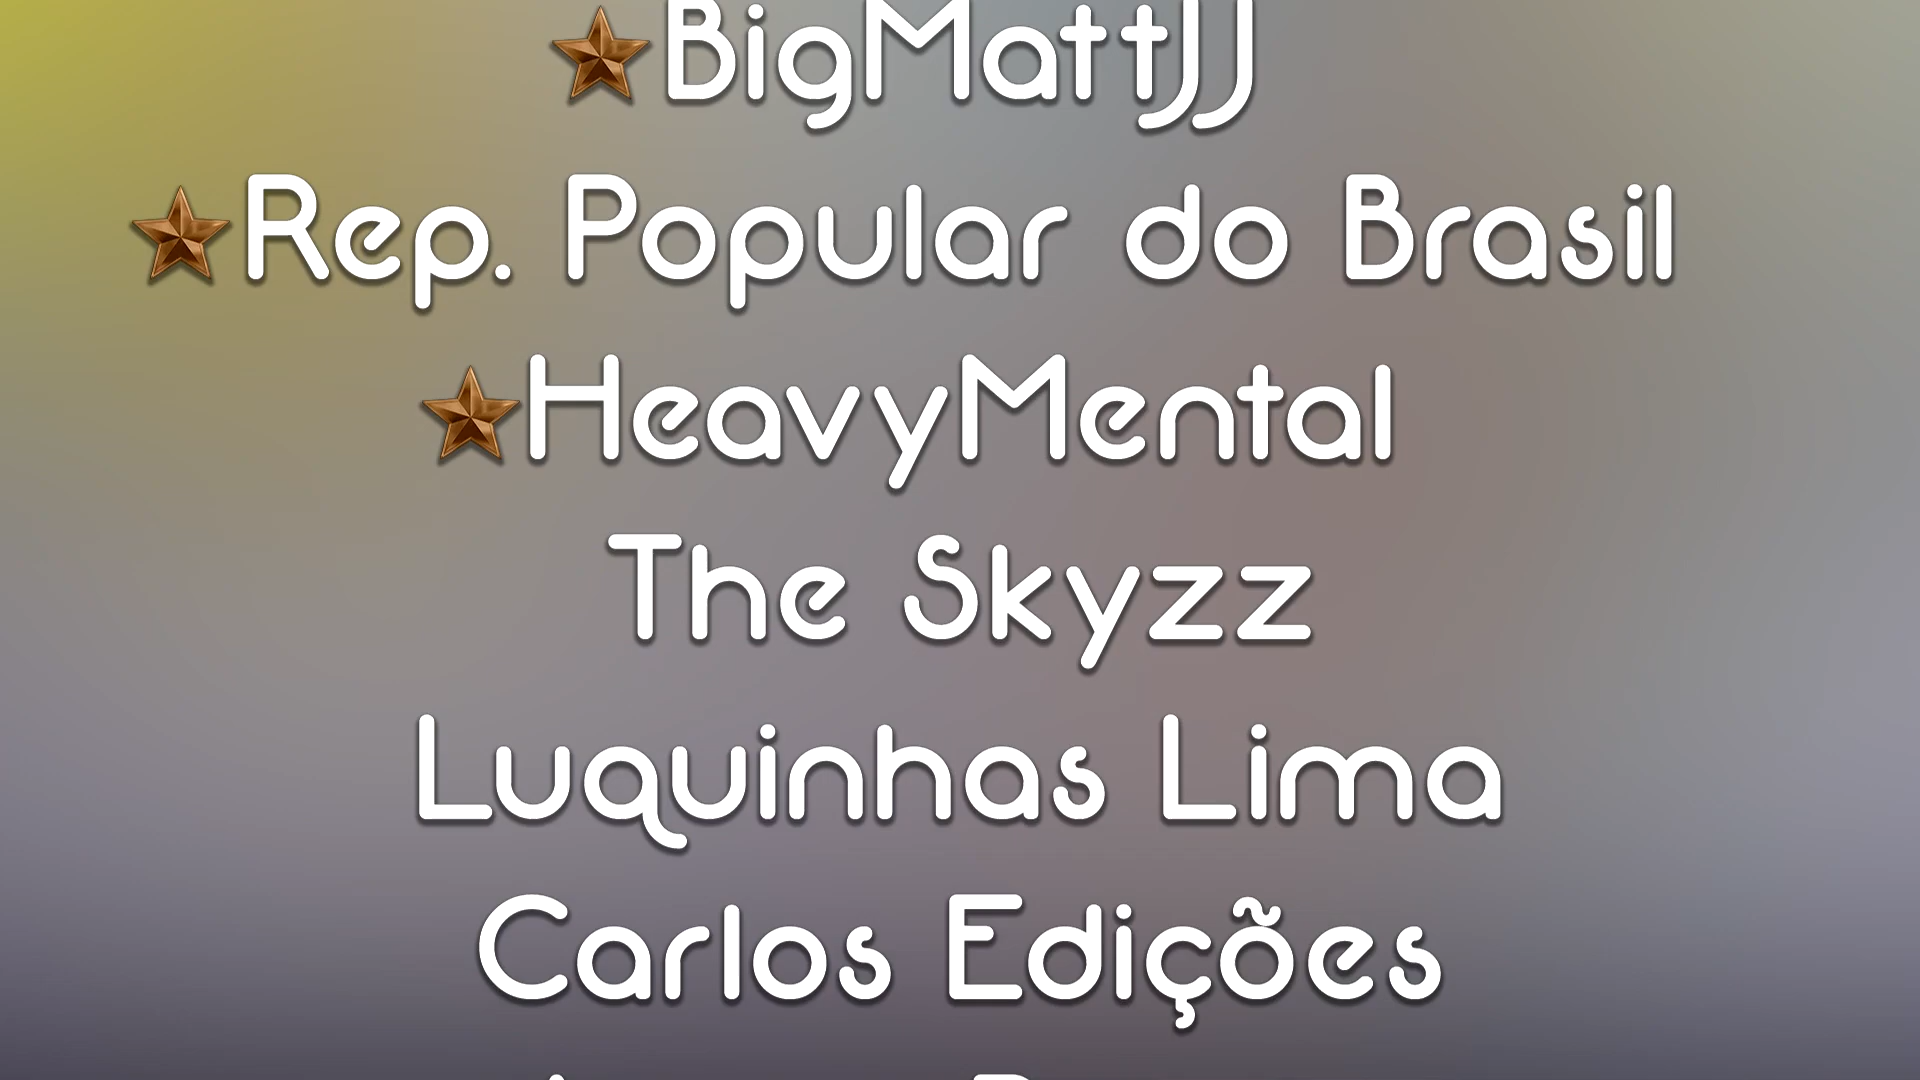 BigMattJJ
Rep. Popular do Brasil
HeavyMental
The Skyzz
Luquinhas Lima
Carlos Edições